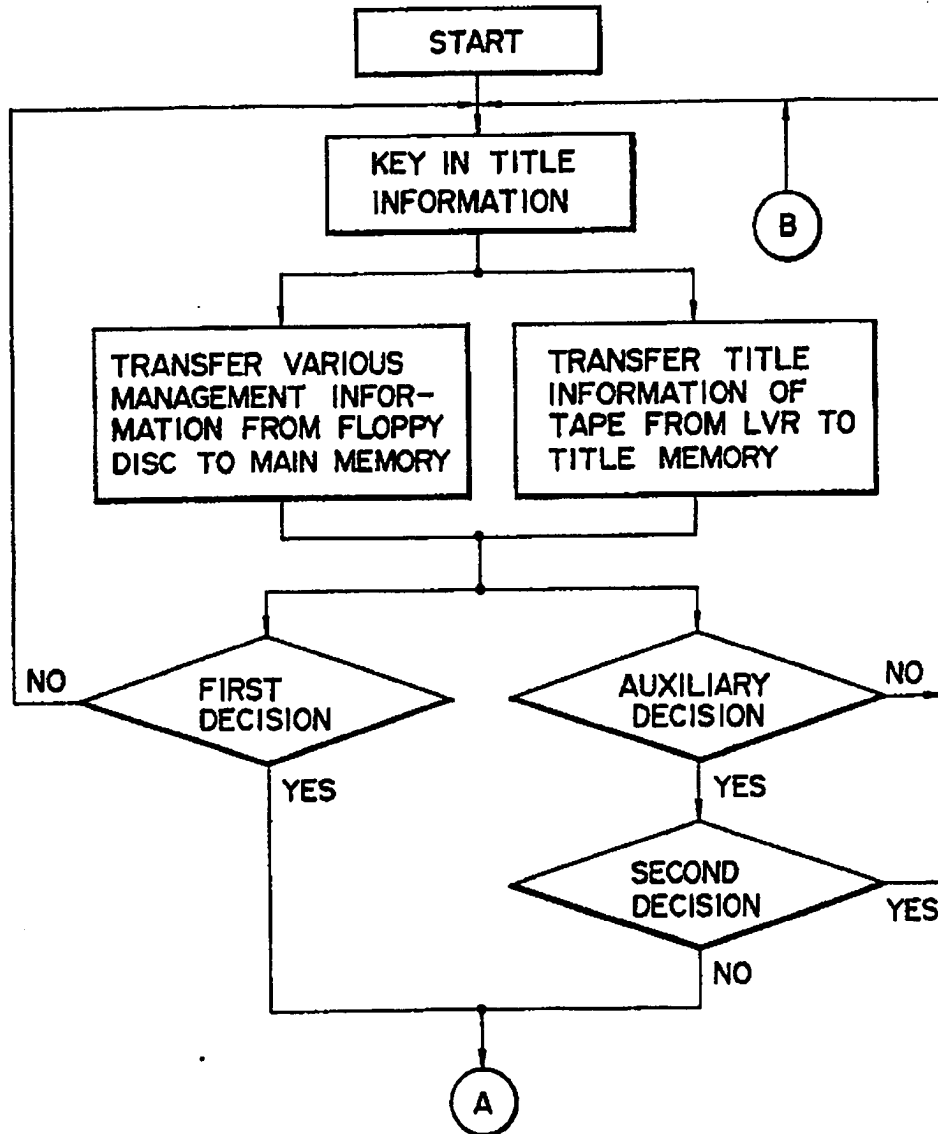 START
KEY IN TITLE
INFORMATION
B
TRANSFER VARIOUS
MANAGEMENT INFOR-
MATION FROM FLOPPY
DISC TO MAIN MEMORY
TRANSFER TITLE
INFORMATION OF
TAPE FROM LVR TO
TITLE MEMORY
NO
FIRST
DECISION
YES
AUXILIARY
DECISION
NO
YES
SECOND
DECISION
YES
NO
A